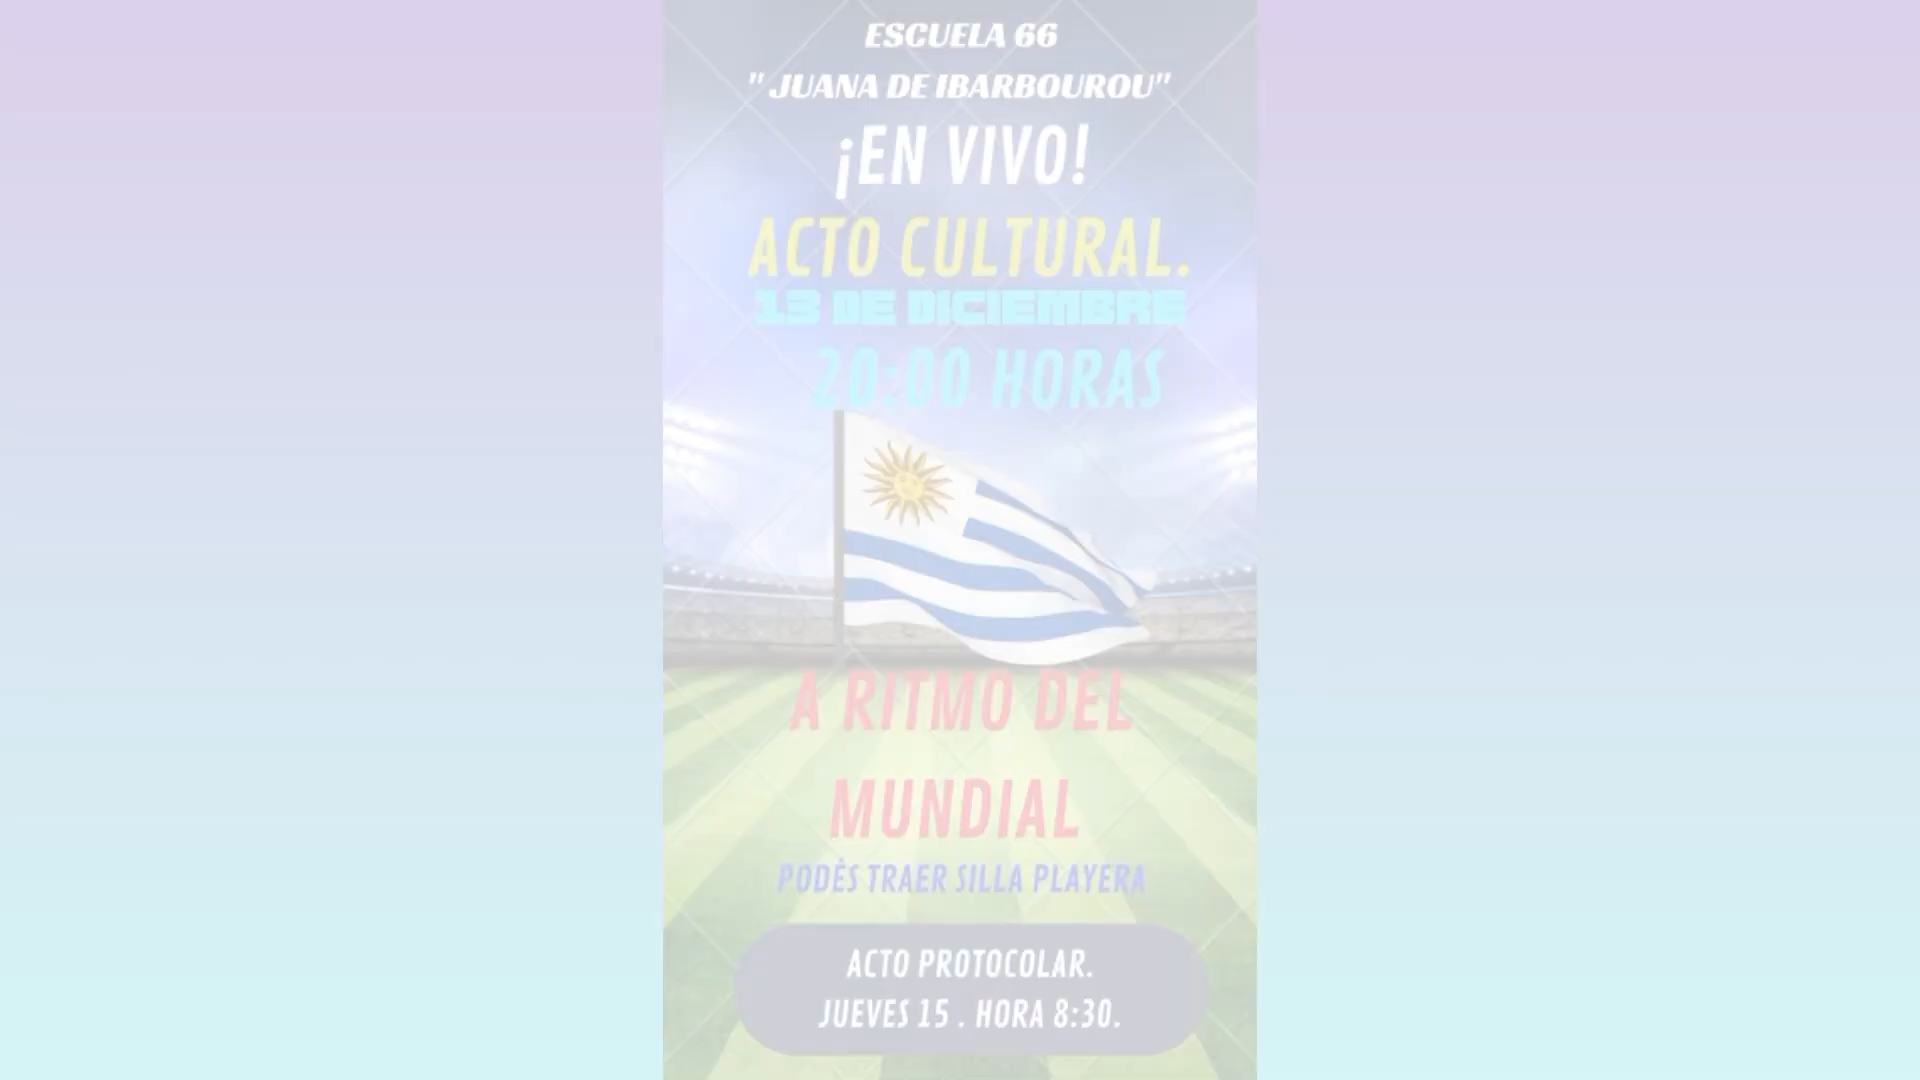 ESCUELA 66
" JUANA DE IBARBOUROU"
¡EN VIVO!
ACTO CULTURAL.
13 DE DICIEMBRE
20:00 HORAS
A RITMO DEL
MUNDIAL
PODÈS TRAER SILLA PLAYERA
ACTO PROTOCOLAR.
JUEVES 15 . HORA 8:30.